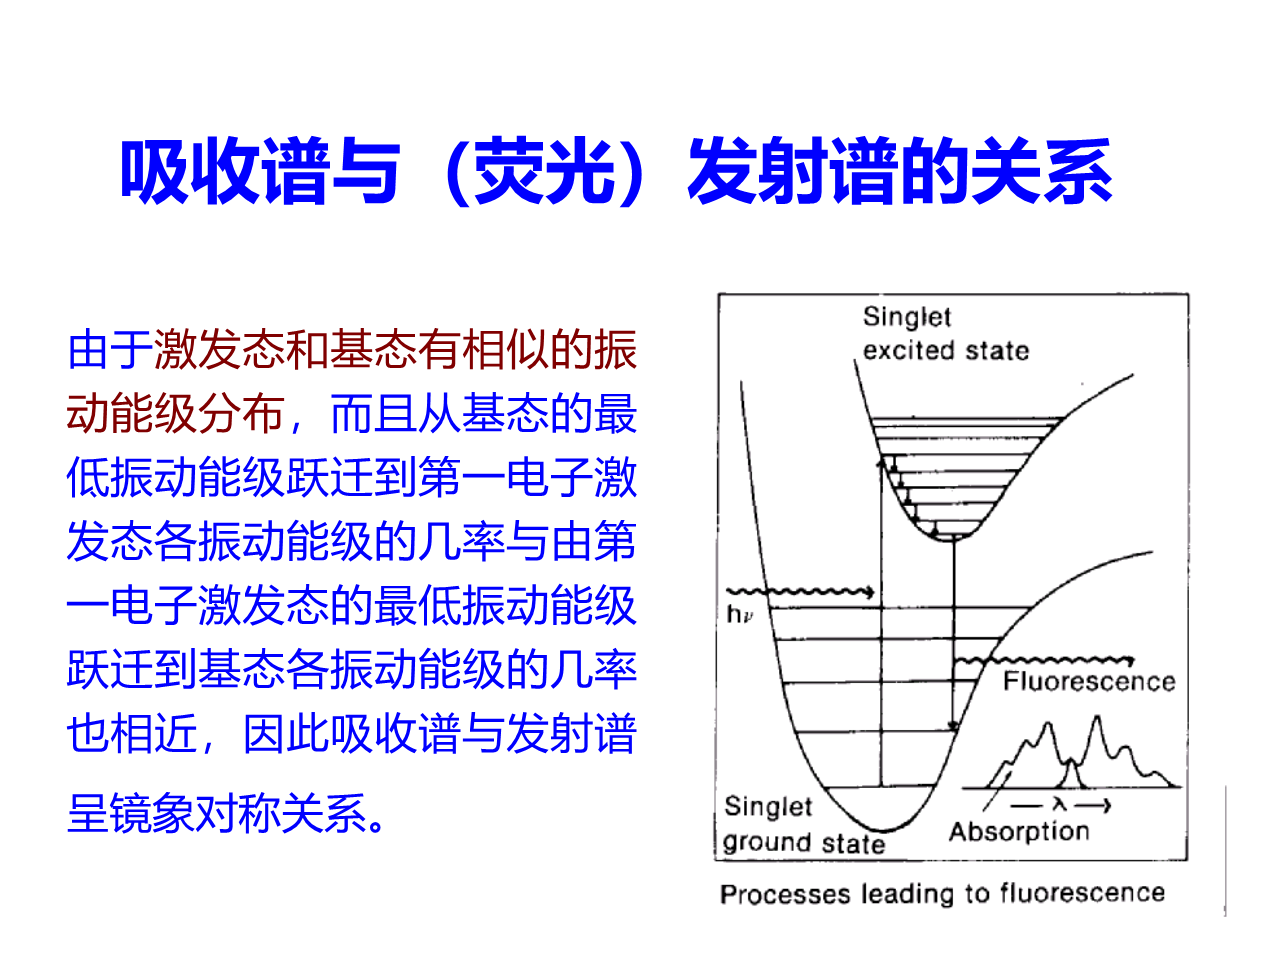 吸收谱与（荧光）发射谱的关系
由于激发态和基态有相似的振
动能级分布，而且从基态的最
低振动能级跃迁到第一电子激
发态各振动能级的几率与由第
一电子激发态的最低振动能级
跃迁到基态各振动能级的几率
也相近，因此吸收谱与发射谱
呈镜象对称关系。
Singlet
excited state
hν
Fluorescence
λ
Absorption
Singlet
ground state
Processes leading to fluorescence